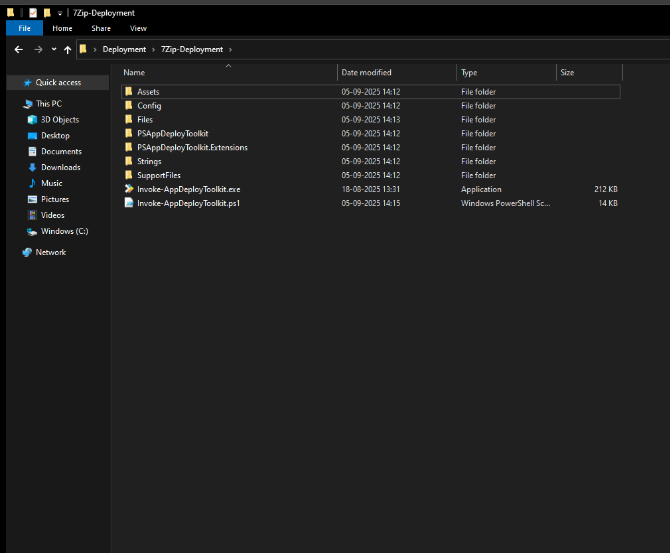 7Zip-Deployment
File Home Share View
Deployment 7Zip-Deployment
Name Date modified Type Size
Quick access
This PC
3D Objects
Desktop
Documents
Downloads
Music
Pictures
Videos
Windows (C:)
Network
Assets 05-09-2025 14:12 File folder
Config 05-09-2025 14:12 File folder
Files 05-09-2025 14:13 File folder
PSAppDeployToolkit 05-09-2025 14:12 File folder
PSAppDeployToolkit.Extensions 05-09-2025 14:12 File folder
Strings 05-09-2025 14:12 File folder
SupportFiles 05-09-2025 14:12 File folder
Invoke-AppDeployToolkit.exe 18-08-2025 13:31 Application 212 KB
Invoke-AppDeployToolkit.ps1 05-09-2025 14:15 Windows PowerShell Sc... 14 KB